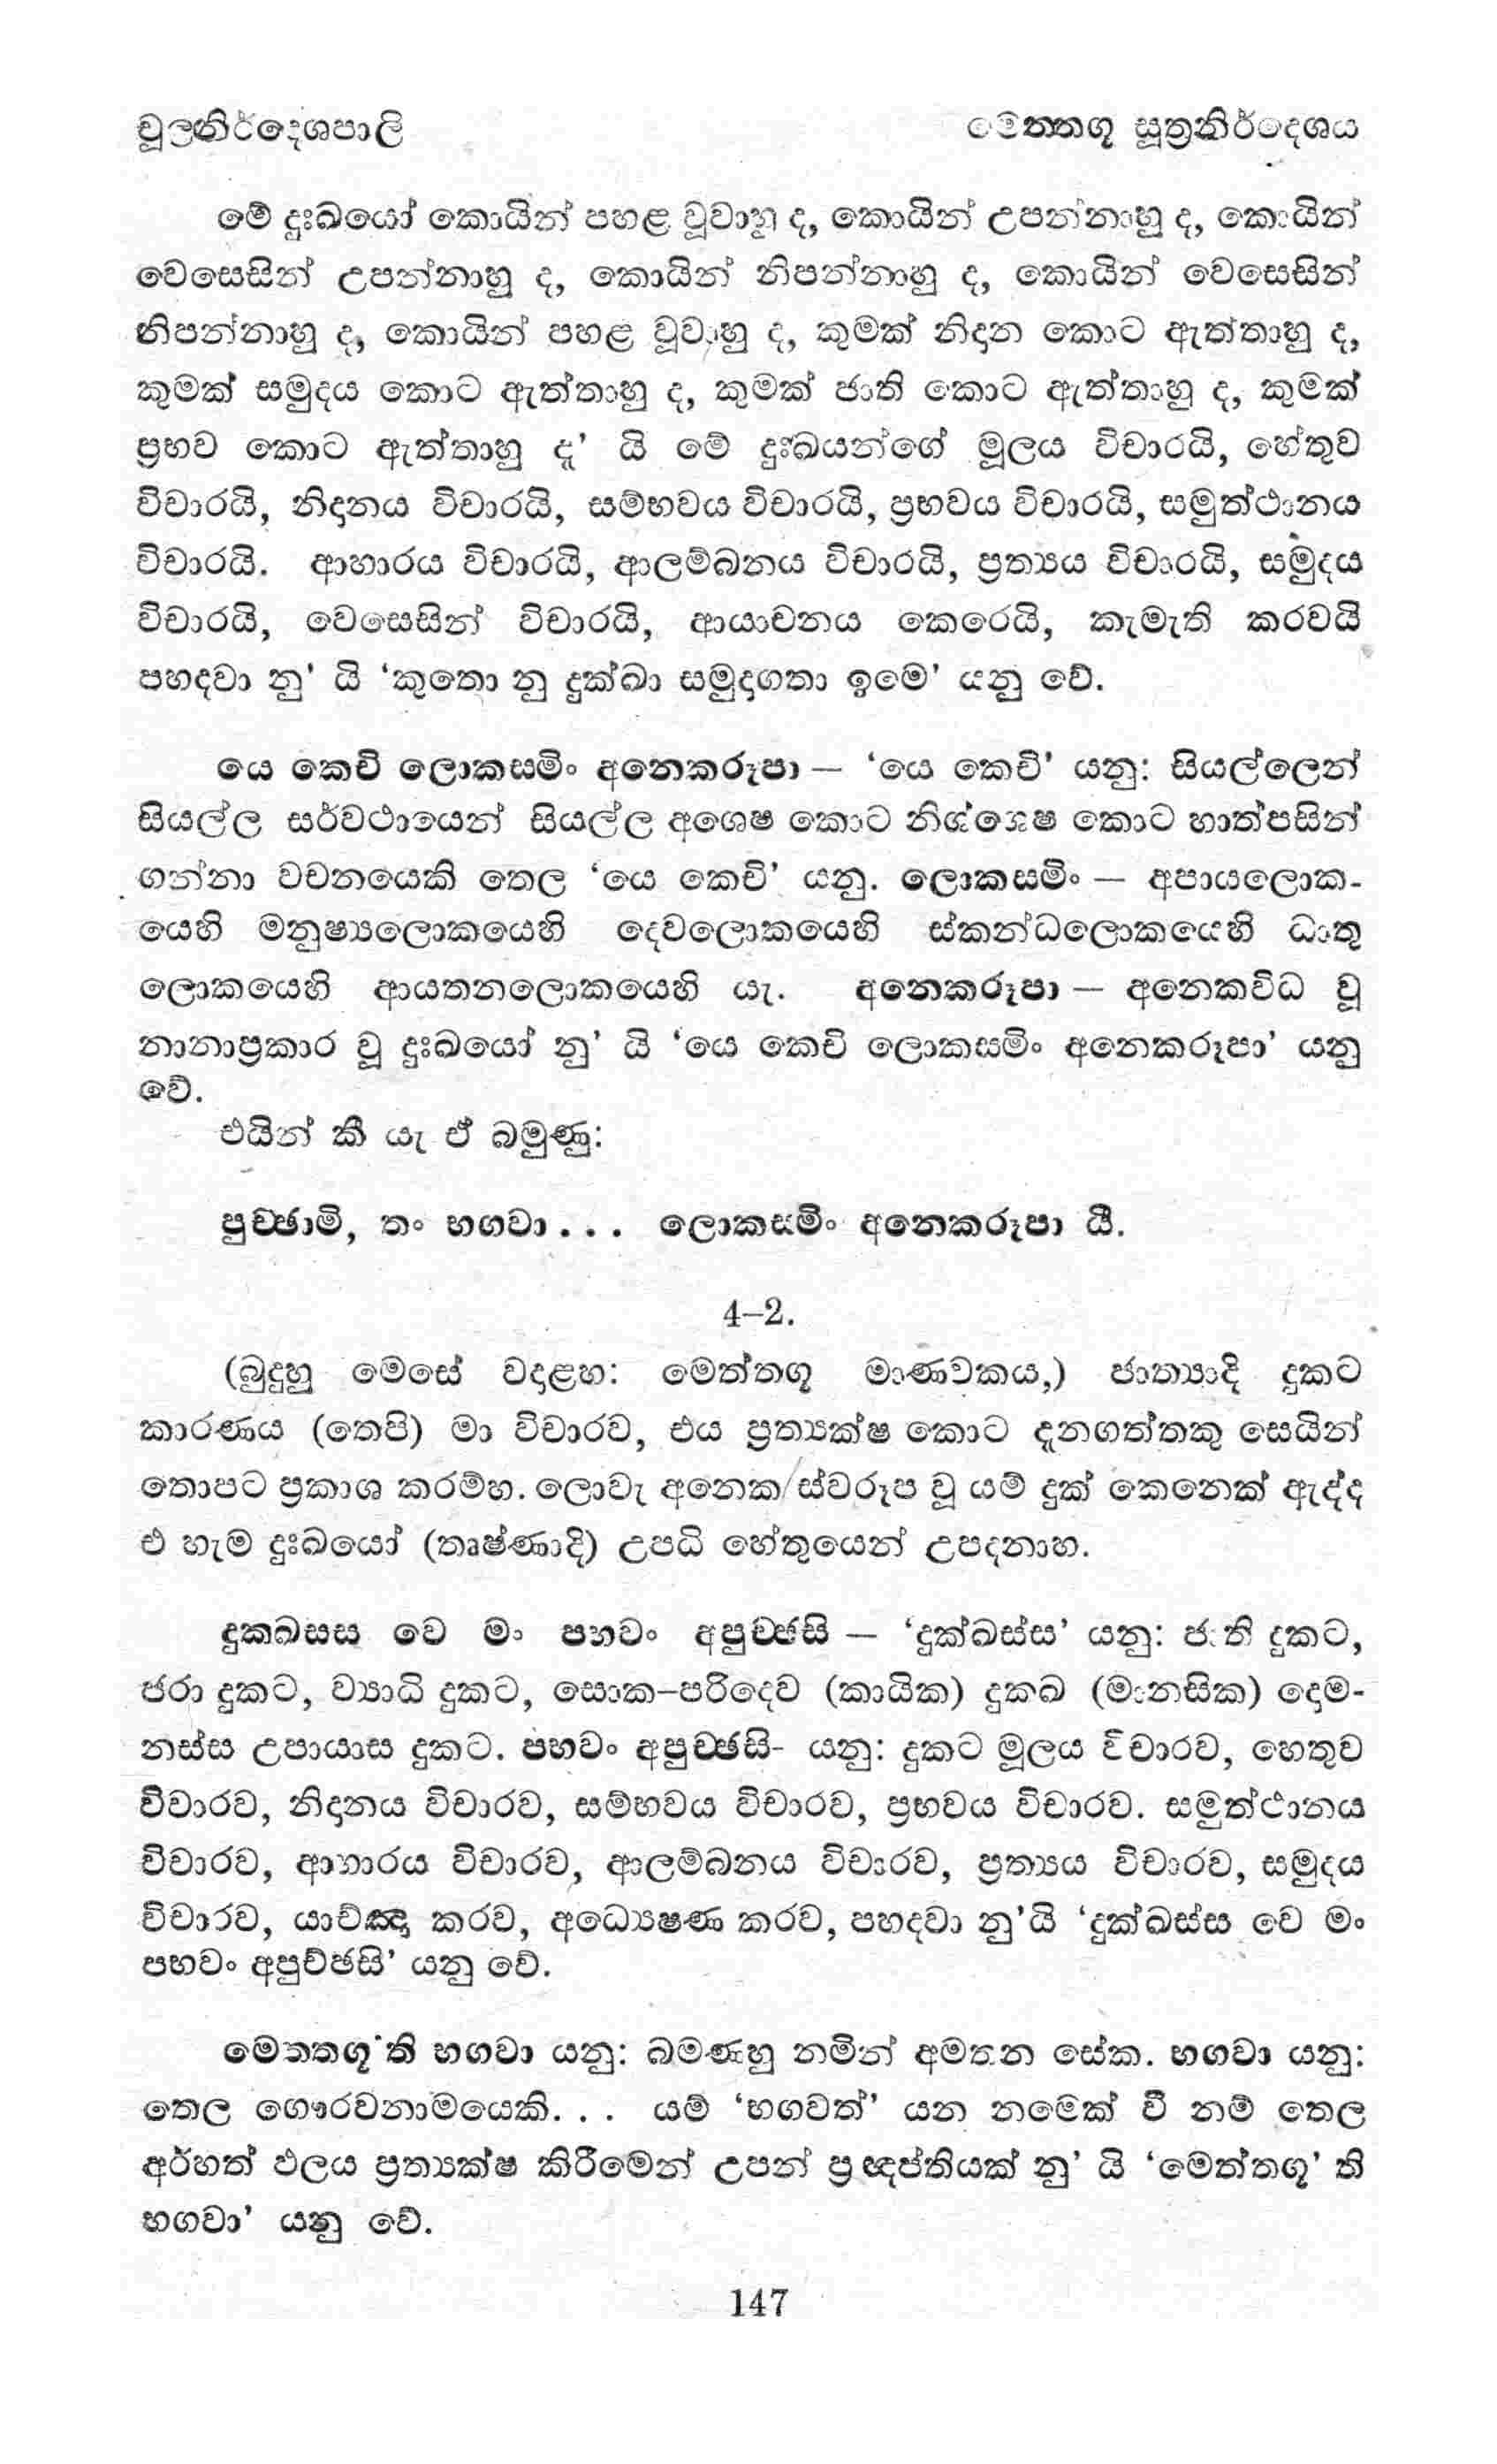 චූලනිර්දෙශපාලි
මෙත්තගූ සූත්‍රනිර්දෙශය
මේ දුඃඛයෝ කොයින් පහළ වූවාහු ද, කොයින් උපන්නාහු ද, කොයින්
වෙසෙසින් උපන්නාහු ද, කොයින් නිපන්නාහු ද, කොයින් වෙසෙසින්
නිපන්නාහු ද, කොයින් පහළ වූවාහු ද, කුමක් නිදාන කොට ඇත්තාහු ද,
කුමක් සමුදය කොට ඇත්තාහු ද, කුමක් ජාති කොට ඇත්තාහු ද, කුමක්
ප්‍රභව කොට ඇත්තාහු දැ' යි මේ දුඃඛයන්ගේ මූලය විචාරයි, හේතුව
විචාරයි, නිදානය විචාරයි, සම්භවය විචාරයි, ප්‍රභවය විචාරයි, සමුත්ථානය
විචාරයි. ආහාරය විචාරයි, ආලම්බනය විචාරයි, ප්‍රත්‍යය විචාරයි, සමුදය
විචාරයි, වෙසෙසින් විචාරයි, ආයාචනය කෙරෙයි, කැමැති කරවයි
පහදවා නු' යි ‘කුතො නු දුක්ඛා සමුදාගතා ඉමෙ’ යනු වේ.
යෙ කෙචි ලොකස්මිං අනෙකරූපා — ‘යෙ කෙචි’ යනු: සියල්ලෙන්
සියල්ල සර්වථායෙන් සියල්ල අශෙෂ කොට නිශ්ශෙෂ කොට හාත්පසින්
ගන්නා වචනයෙකි තෙල ‘යෙ කෙචි’ යනු. ලොකස්මිං — අපායලොක-
යෙහි මනුෂ්‍යලොකයෙහි දෙවලොකයෙහි ස්කන්ධලොකයෙහි ධාතු
ලොකයෙහි ආයතනලොකයෙහි යැ. අනෙකරූපා — අනෙකවිධ වූ
නානාප්‍රකාර වූ දුඃඛයෝ නු' යි ‘යෙ කෙචි ලොකස්මිං අනෙකරූපා’ යනු
වේ.
එයින් කී යැ ඒ බමුණු:
පුච්ඡාමි, තං භගවා . . . ලොකස්මිං අනෙකරූපා යී.
4–2.
(බුදුහු මෙසේ වදාළහ: මෙත්තගූ මාණවකය,) ජාත්‍යාදි දුකට
කාරණය (තෙපි) මා විචාරව, එය ප්‍රත්‍යක්ෂ කොට දැනගත්තකු සෙයින්
තොපට ප්‍රකාශ කරම්හ. ලොවැ අනෙක ස්වරූප වූ යම් දුක් කෙනෙක් ඇද්ද
එ හැම දුඃඛයෝ (තෘෂ්ණාදි) උපධි හේතුයෙන් උපදනාහ.
දුක්ඛස්ස වෙ මං පභවං අපුච්ඡසි — ‘දුක්ඛස්ස’ යනු: ජාති දුකට,
ජරා දුකට, ව්‍යාධි දුකට, සොක–පරිදෙව (කායික) දුක්ඛ (මානසික) දොම-
නස්ස උපායාස දුකට. පභවං අපුච්ඡසි- යනු: දුකට මූලය විචාරව, හෙතුව
විචාරව, නිදානය විචාරව, සම්භවය විචාරව, ප්‍රභවය විචාරව. සමුත්ථානය
විචාරව, ආහාරය විචාරව, ආලම්බනය විචාරව, ප්‍රත්‍යය විචාරව, සමුදය
විචාරව, යාච්ඤා කරව, අධ්‍යෙෂණ කරව, පහදවා නු'යි ‘දුක්ඛස්ස වෙ මං
පභවං අපුච්ඡසි’ යනු වේ.
මෙත්තගූ'ති භගවා යනු: බමණහු නමින් අමතන සේක. භගවා යනු:
තෙල ගෞරවනාමයෙකි. . . යම් ‘භගවත්’ යන නමෙක් වී නම් තෙල
අර්හත් ඵලය ප්‍රත්‍යක්ෂ කිරීමෙන් උපන් ප්‍රඥප්තියක් නු' යි ‘මෙත්තගූ’ ති
භගවා’ යනු වේ.
147